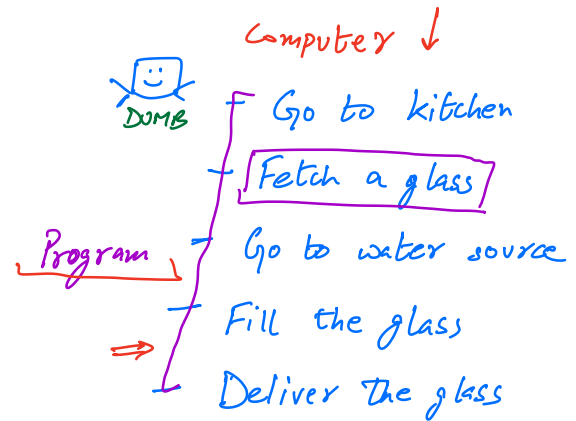 Computer
DUMB
Go to kitchen
Fetch a glass
Go to water source
Program
Fill the glass
Deliver the glass